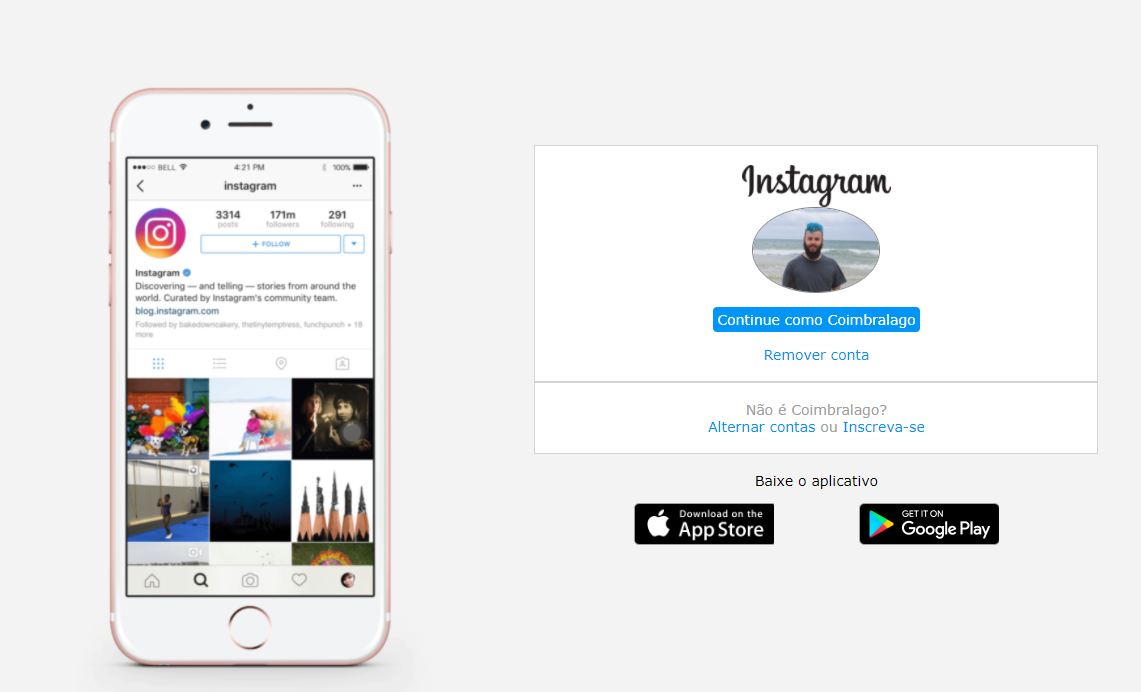 BELL 4:21 PM 100%
instagram
3314 171m 291
posts followers following
+ FOLLOW
Instagram
Discovering — and telling — stories from around the
world. Curated by Instagram's community team.
blog.instagram.com
Followed by bakedowncakery, thetinytemptress, funchpunch + 18
more
Instagram
Continue como Coimbralago
Remover conta
Não é Coimbralago?
Alternar contas ou Inscreva-se
Baixe o aplicativo
Download on the
App Store
GET IT ON
Google Play